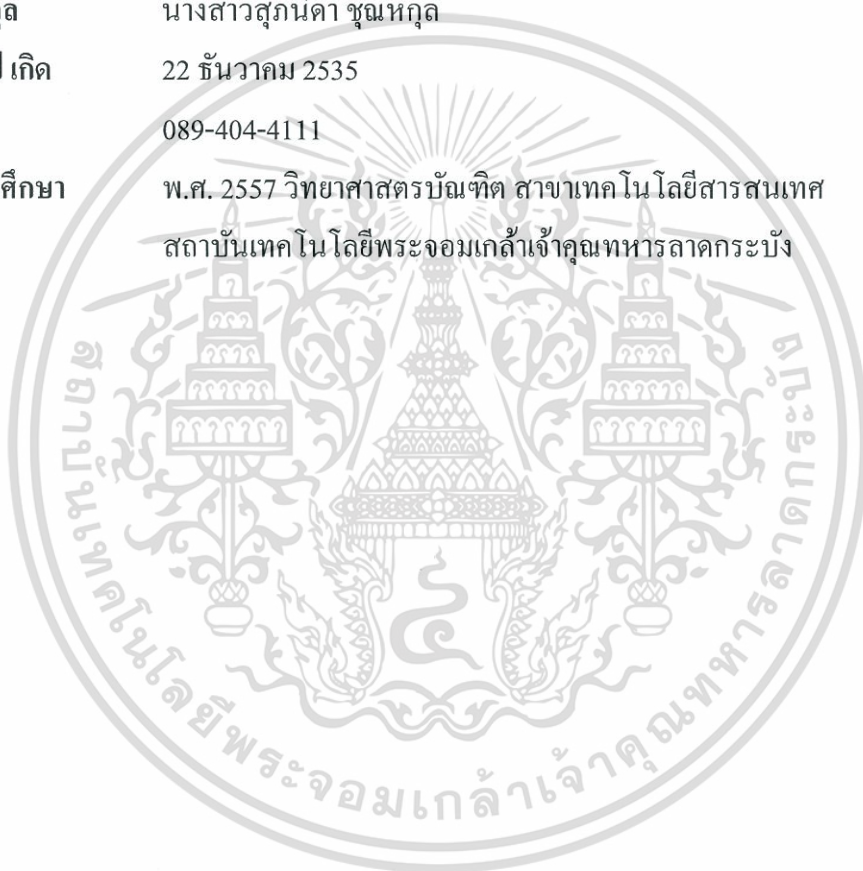 กุล นางสาวสุภนิดา ชุณหกุล
ปี เกิด 22 ธันวาคม 2535
089-404-4111
ศึกษา พ.ศ. 2557 วิทยาศาสตรบัณฑิต สาขาเทคโนโลยีสารสนเทศ
สถาบันเทคโนโลยีพระจอมเกล้าเจ้าคุณทหารลาดกระบัง
สถาบันเทคโนโลยีพระจอมเกล้าเจ้าคุณทหารลาดกระบัง